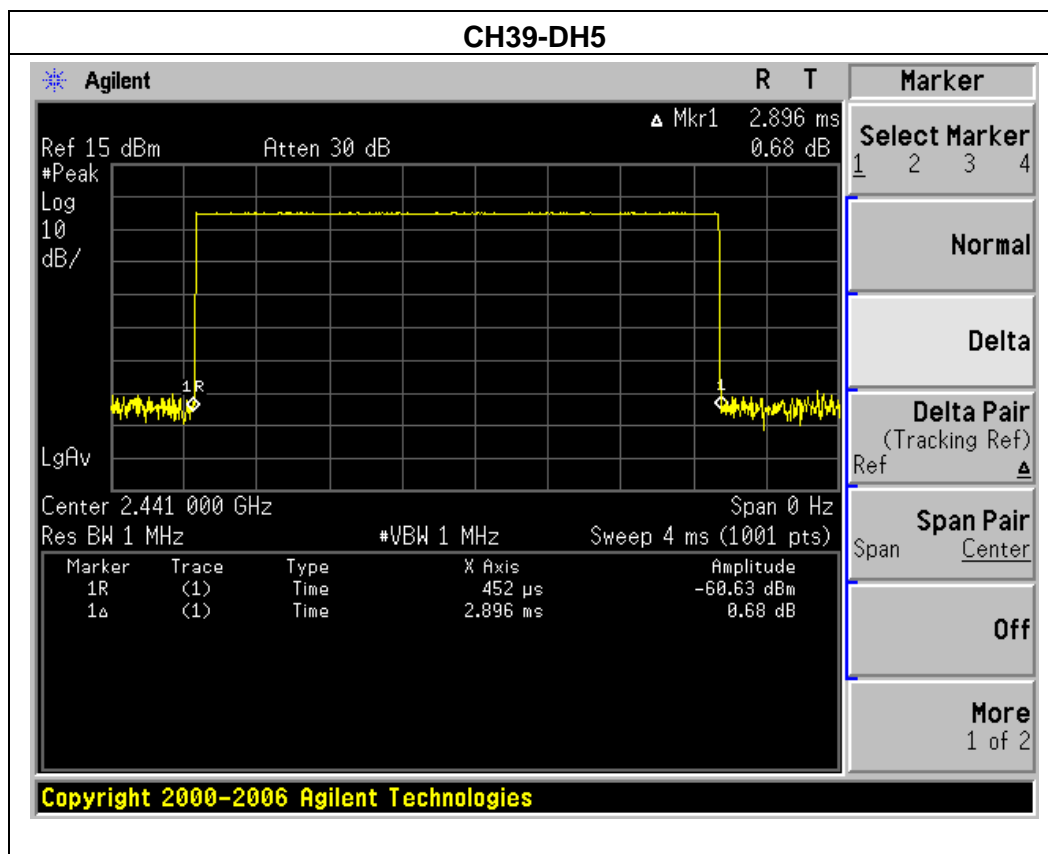 CH39-DH5
Agilent R T
Δ Mkr1 2.896 ms
Ref 15 dBm Atten 30 dB 0.68 dB
#Peak
Log
10
dB/
1R
1
LgAv
Center 2.441 000 GHz Span 0 Hz
Res BW 1 MHz #VBW 1 MHz Sweep 4 ms (1001 pts)
Marker Trace Type X Axis Amplitude
1R (1) Time 452 µs -60.63 dBm
1Δ (1) Time 2.896 ms 0.68 dB
Copyright 2000-2006 Agilent Technologies
Marker
Select Marker
1 2 3 4
Normal
Delta
Delta Pair
(Tracking Ref)
Ref Δ
Span Pair
Span Center
Off
More
1 of 2